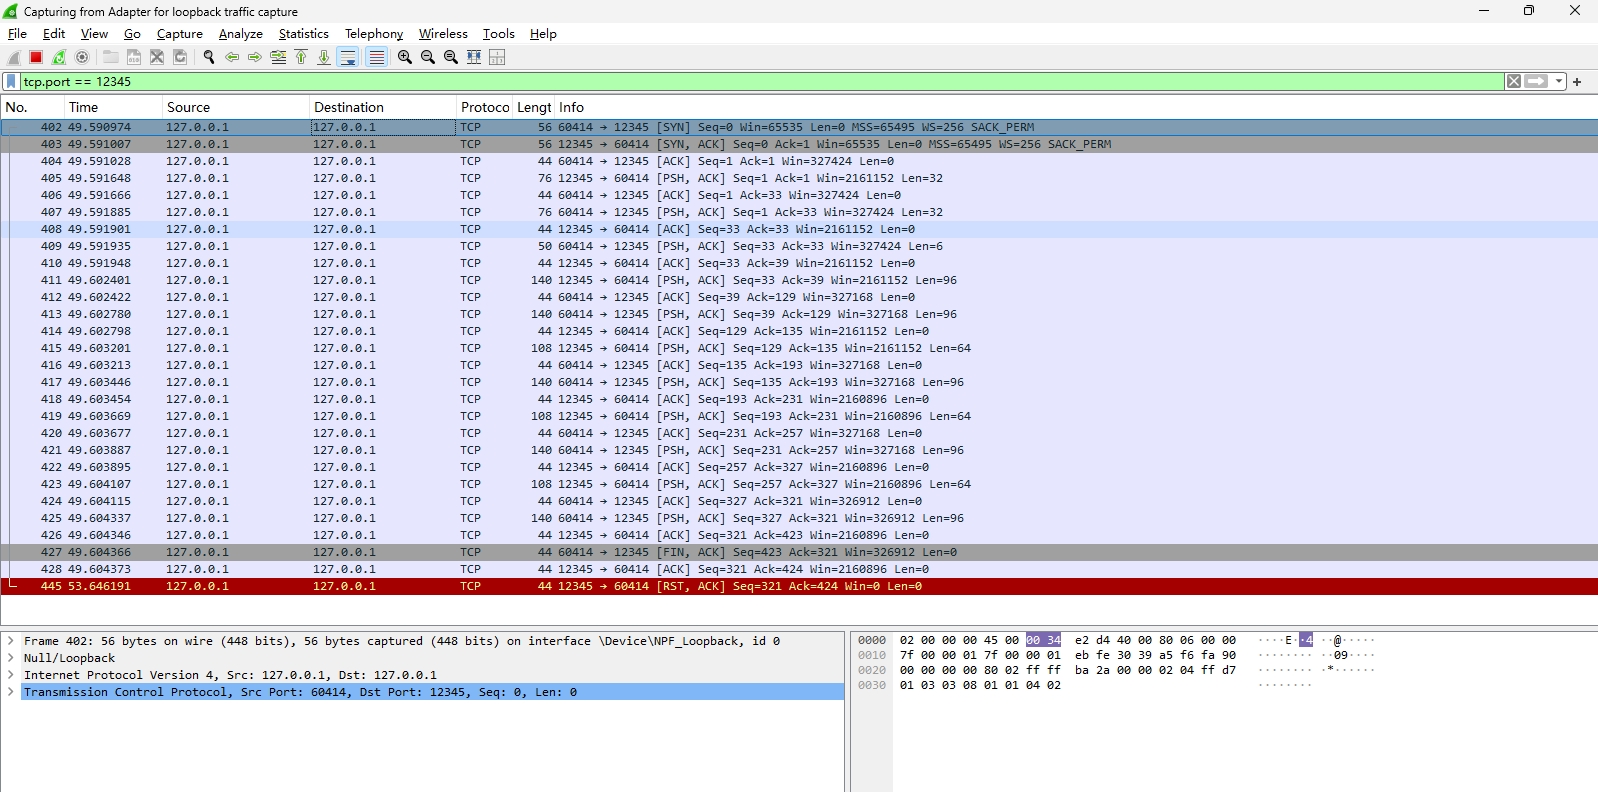 Capturing from Adapter for loopback traffic capture
File Edit View Go Capture Analyze Statistics Telephony Wireless Tools Help
tcp.port == 12345
No. Time Source Destination Protoco Lengt Info
402 49.590974 127.0.0.1 127.0.0.1 TCP 56 60414 → 12345 [SYN] Seq=0 Win=65535 Len=0 MSS=65495 WS=256 SACK_PERM
403 49.591007 127.0.0.1 127.0.0.1 TCP 56 12345 → 60414 [SYN, ACK] Seq=0 Ack=1 Win=65535 Len=0 MSS=65495 WS=256 SACK_PERM
404 49.591028 127.0.0.1 127.0.0.1 TCP 44 60414 → 12345 [ACK] Seq=1 Ack=1 Win=327424 Len=0
405 49.591648 127.0.0.1 127.0.0.1 TCP 76 12345 → 60414 [PSH, ACK] Seq=1 Ack=1 Win=2161152 Len=32
406 49.591666 127.0.0.1 127.0.0.1 TCP 44 60414 → 12345 [ACK] Seq=1 Ack=33 Win=327424 Len=0
407 49.591885 127.0.0.1 127.0.0.1 TCP 76 60414 → 12345 [PSH, ACK] Seq=1 Ack=33 Win=327424 Len=32
408 49.591901 127.0.0.1 127.0.0.1 TCP 44 12345 → 60414 [ACK] Seq=33 Ack=33 Win=2161152 Len=0
409 49.591935 127.0.0.1 127.0.0.1 TCP 50 60414 → 12345 [PSH, ACK] Seq=33 Ack=33 Win=327424 Len=6
410 49.591948 127.0.0.1 127.0.0.1 TCP 44 12345 → 60414 [ACK] Seq=33 Ack=39 Win=2161152 Len=0
411 49.602401 127.0.0.1 127.0.0.1 TCP 140 12345 → 60414 [PSH, ACK] Seq=33 Ack=39 Win=2161152 Len=96
412 49.602422 127.0.0.1 127.0.0.1 TCP 44 60414 → 12345 [ACK] Seq=39 Ack=129 Win=327168 Len=0
413 49.602780 127.0.0.1 127.0.0.1 TCP 140 60414 → 12345 [PSH, ACK] Seq=39 Ack=129 Win=327168 Len=96
414 49.602798 127.0.0.1 127.0.0.1 TCP 44 12345 → 60414 [ACK] Seq=129 Ack=135 Win=2161152 Len=0
415 49.603201 127.0.0.1 127.0.0.1 TCP 108 12345 → 60414 [PSH, ACK] Seq=129 Ack=135 Win=2161152 Len=64
416 49.603213 127.0.0.1 127.0.0.1 TCP 44 60414 → 12345 [ACK] Seq=135 Ack=193 Win=327168 Len=0
417 49.603446 127.0.0.1 127.0.0.1 TCP 140 60414 → 12345 [PSH, ACK] Seq=135 Ack=193 Win=327168 Len=96
418 49.603454 127.0.0.1 127.0.0.1 TCP 44 12345 → 60414 [ACK] Seq=193 Ack=231 Win=2160896 Len=0
419 49.603669 127.0.0.1 127.0.0.1 TCP 108 12345 → 60414 [PSH, ACK] Seq=193 Ack=231 Win=2160896 Len=64
420 49.603677 127.0.0.1 127.0.0.1 TCP 44 60414 → 12345 [ACK] Seq=231 Ack=257 Win=327168 Len=0
421 49.603887 127.0.0.1 127.0.0.1 TCP 140 60414 → 12345 [PSH, ACK] Seq=231 Ack=257 Win=327168 Len=96
422 49.603895 127.0.0.1 127.0.0.1 TCP 44 12345 → 60414 [ACK] Seq=257 Ack=327 Win=2160896 Len=0
423 49.604107 127.0.0.1 127.0.0.1 TCP 108 12345 → 60414 [PSH, ACK] Seq=257 Ack=327 Win=2160896 Len=64
424 49.604115 127.0.0.1 127.0.0.1 TCP 44 60414 → 12345 [ACK] Seq=327 Ack=321 Win=326912 Len=0
425 49.604337 127.0.0.1 127.0.0.1 TCP 140 60414 → 12345 [PSH, ACK] Seq=327 Ack=321 Win=326912 Len=96
426 49.604346 127.0.0.1 127.0.0.1 TCP 44 12345 → 60414 [ACK] Seq=321 Ack=423 Win=2160896 Len=0
427 49.604366 127.0.0.1 127.0.0.1 TCP 44 60414 → 12345 [FIN, ACK] Seq=423 Ack=321 Win=326912 Len=0
428 49.604373 127.0.0.1 127.0.0.1 TCP 44 12345 → 60414 [ACK] Seq=321 Ack=424 Win=2160896 Len=0
445 53.646191 127.0.0.1 127.0.0.1 TCP 44 12345 → 60414 [RST, ACK] Seq=321 Ack=424 Win=0 Len=0
Frame 402: 56 bytes on wire (448 bits), 56 bytes captured (448 bits) on interface \Device\NPF_Loopback, id 0
Null/Loopback
Internet Protocol Version 4, Src: 127.0.0.1, Dst: 127.0.0.1
Transmission Control Protocol, Src Port: 60414, Dst Port: 12345, Seq: 0, Len: 0
0000 02 00 00 00 45 00 00 34 e2 d4 40 00 80 06 00 00 ····E··4 ··@·····
0010 7f 00 00 01 7f 00 00 01 eb fe 30 39 a5 f6 fa 90 ········ ··09····
0020 00 00 00 00 80 02 ff ff ba 2a 00 00 02 04 ff d7 ········ ·*······
0030 01 03 03 08 01 01 04 02 ········